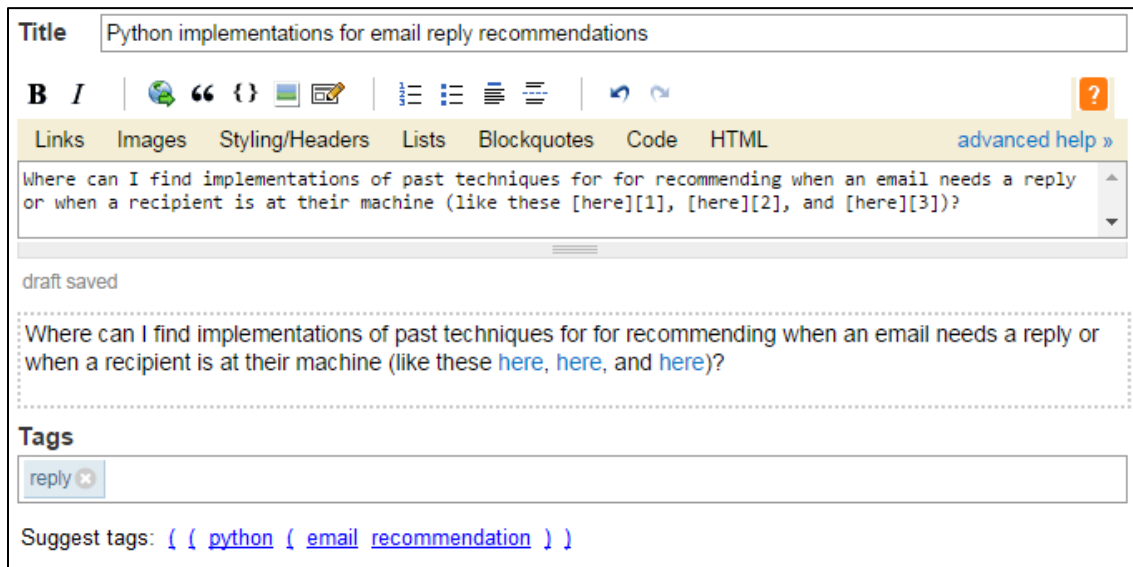 Title Python implementations for email reply recommendations
B I “ {} ?
Links Images Styling/Headers Lists Blockquotes Code HTML advanced help »
Where can I find implementations of past techniques for for recommending when an email needs a reply
or when a recipient is at their machine (like these [here][1], [here][2], and [here][3])?
draft saved
Where can I find implementations of past techniques for for recommending when an email needs a reply or
when a recipient is at their machine (like these here, here, and here)?
Tags
reply
Suggest tags: ( ( python ( email recommendation ) )